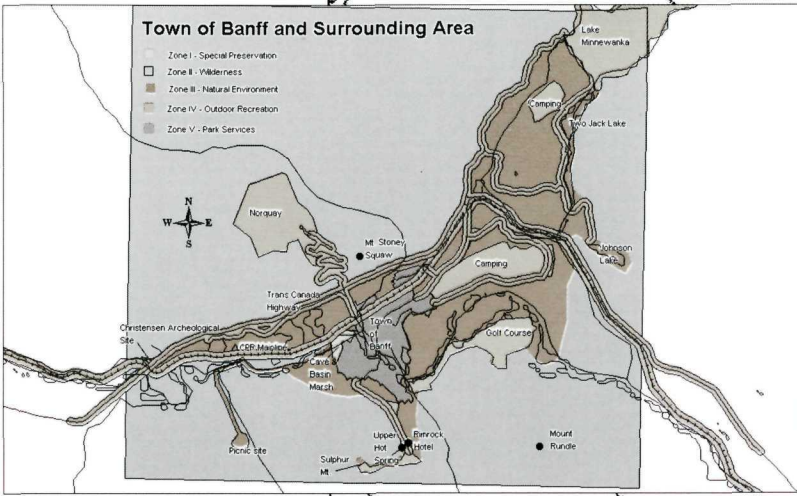 Town of Banff and Surrounding Area
Zone I - Special Preservation
Zone II - Wilderness
Zone III - Natural Environment
Zone IV - Outdoor Recreation
Zone V - Park Services
Lake
Minnewanka
Camping
Two Jack Lake
N
W E
S
Norquay
Mt. Stoney
Squaw
Camping
Johnson
Lake
Trans Canada
Highway
Christensen Archeological
Site
CPR Mainline
Town
of
Banff
Golf Course
Cave
Basin
Marsh
Picnic site
Upper
Hot
Spring
Rimrock
Hotel
Sulphur
Mt
Mount
Rundle